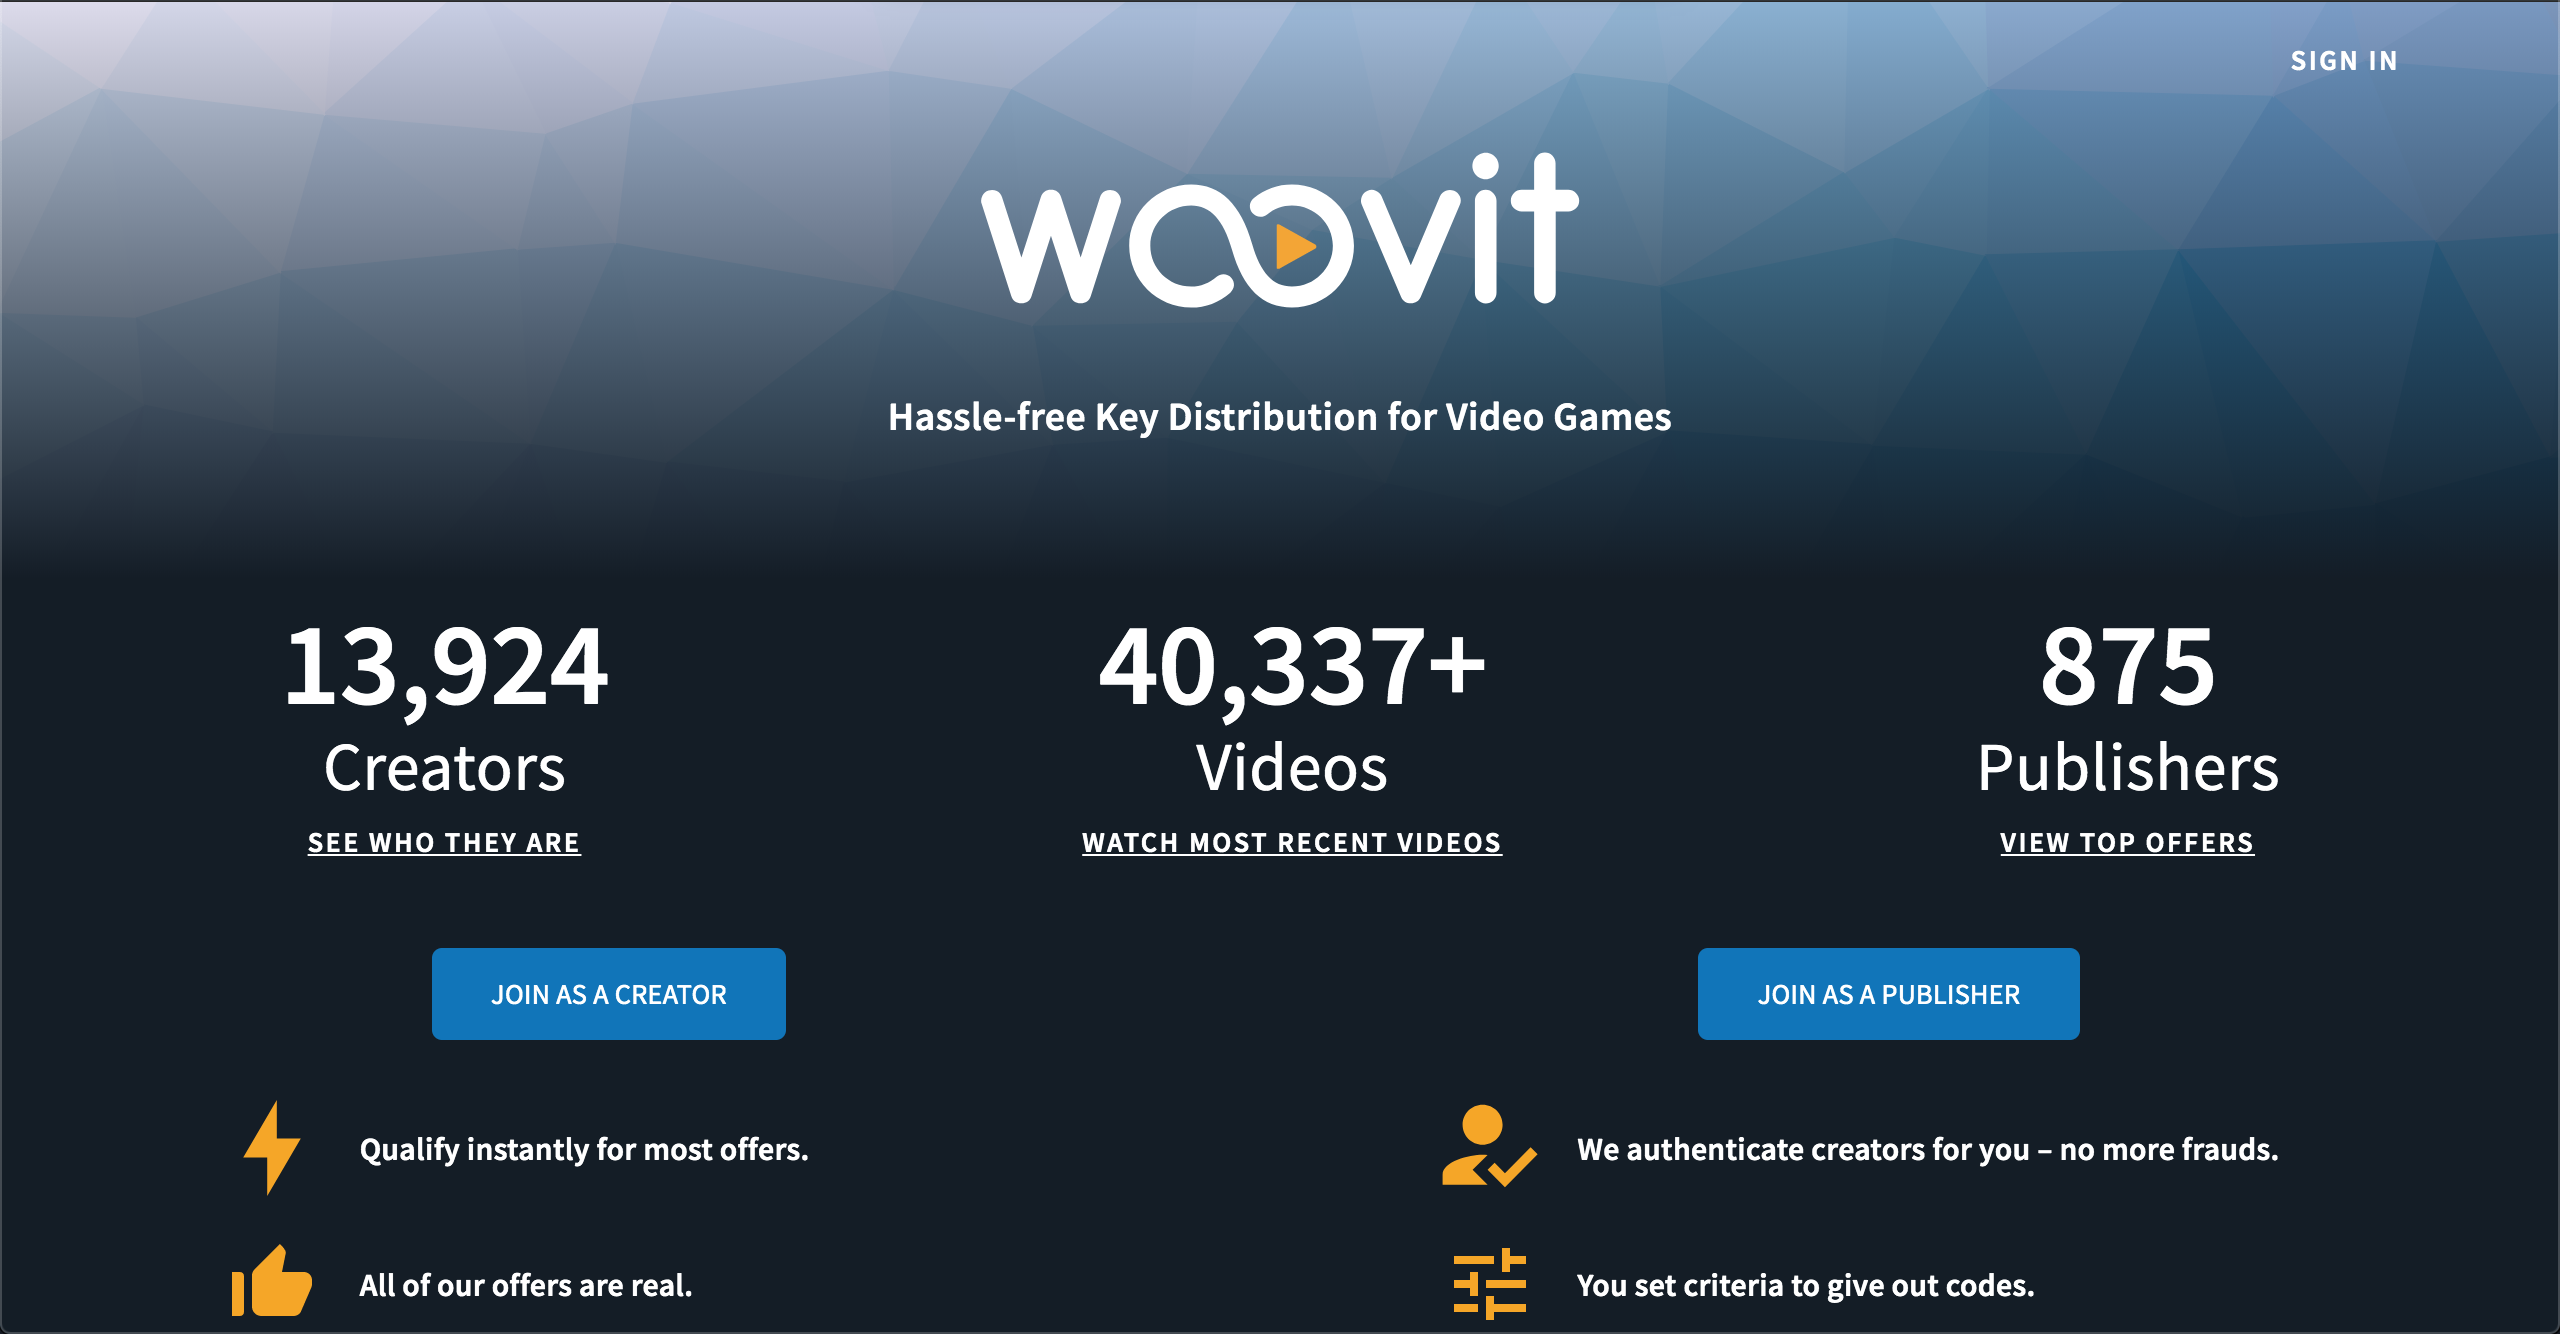 SIGN IN
woovit
Hassle-free Key Distribution for Video Games
13,924
Creators
SEE WHO THEY ARE
40,337+
Videos
WATCH MOST RECENT VIDEOS
875
Publishers
VIEW TOP OFFERS
JOIN AS A CREATOR
Qualify instantly for most offers.
All of our offers are real.
JOIN AS A PUBLISHER
We authenticate creators for you – no more frauds.
You set criteria to give out codes.